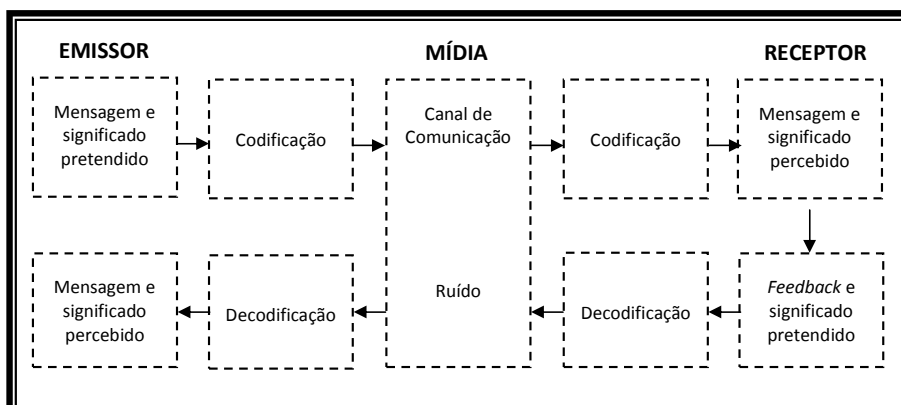 EMISSOR
MÍDIA
RECEPTOR
Mensagem e
significado
pretendido
Codificação
Canal de
Comunicação
Codificação
Mensagem e
significado
percebido
Mensagem e
significado
percebido
Decodificação
Ruído
Decodificação
Feedback e
significado
pretendido